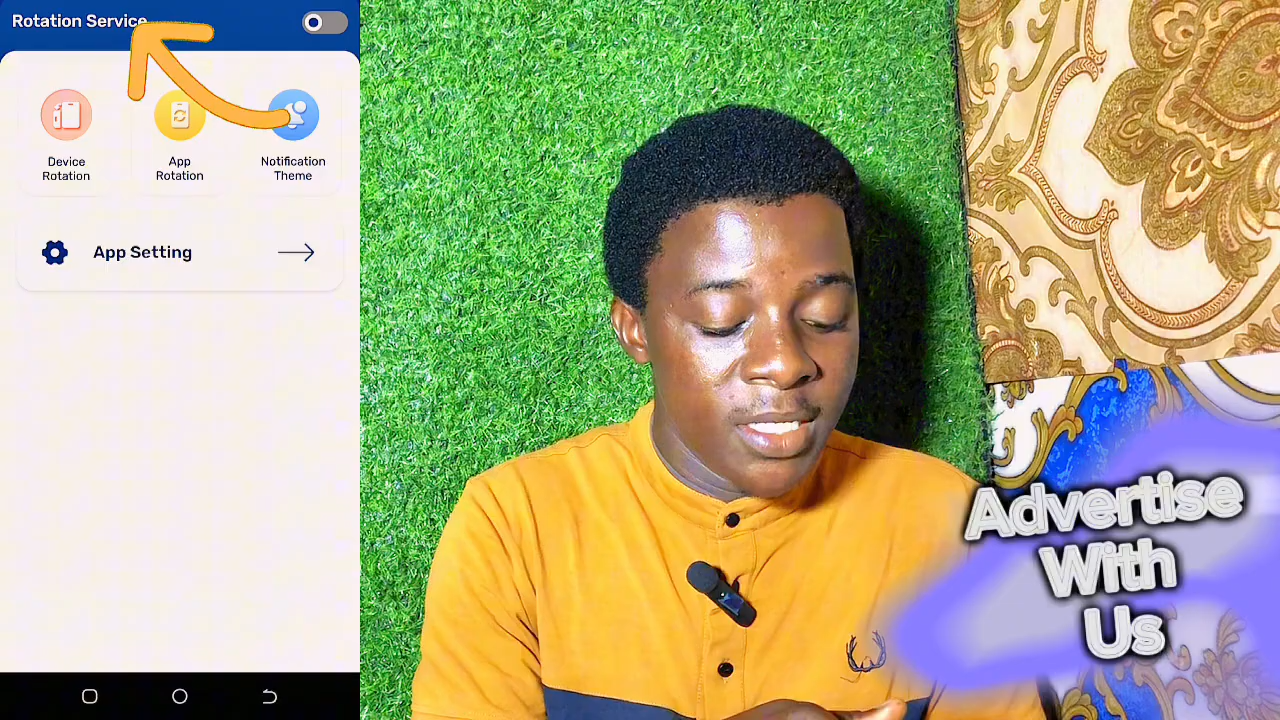 Rotation Service
Device
Rotation
App
Rotation
Notification
Theme
App Setting
Advertise
With
Us